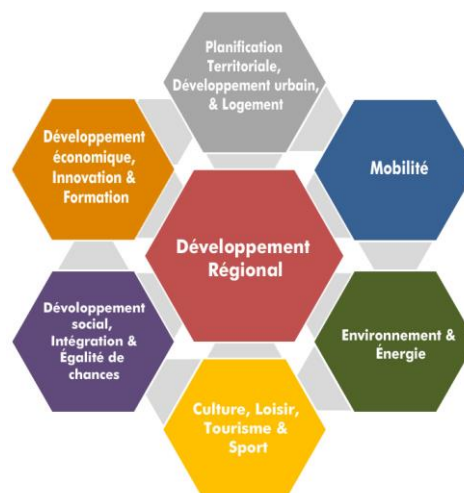 Planification
Territoriale,
Développement urbain,
& Logement
Développement
économique,
Innovation &
Formation
Mobilité
Développement
Régional
Dévoloppement
social,
Intégration &
Égalité de
chances
Environnement &
Énergie
Culture, Loisir,
Tourisme &
Sport